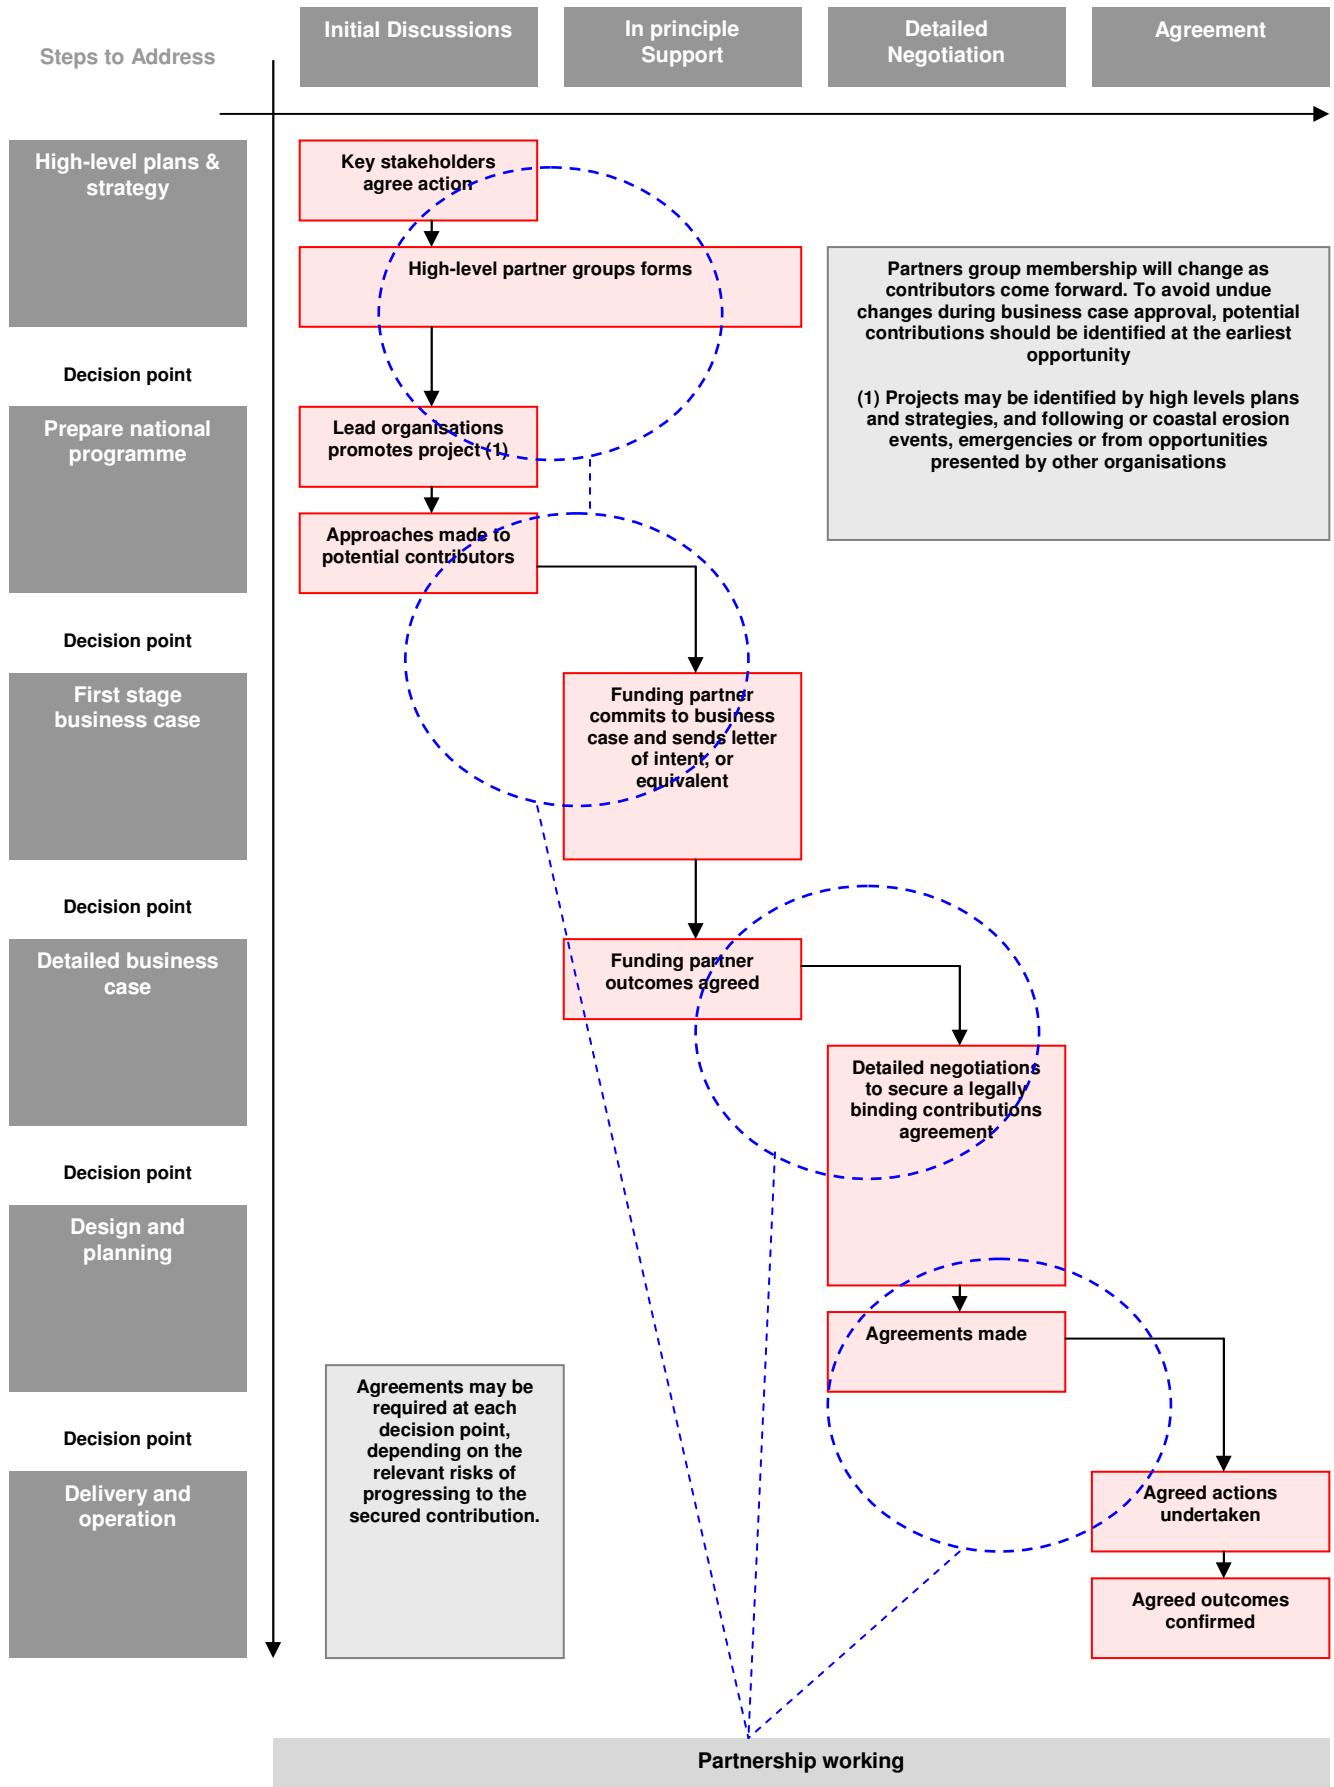 Steps to Address
Initial Discussions
In principle
Support
Detailed
Negotiation
Agreement
High-level plans &
strategy
Key stakeholders
agree action
High-level partner groups forms
Partners group membership will change as
contributors come forward. To avoid undue
changes during business case approval, potential
contributions should be identified at the earliest
opportunity
(1) Projects may be identified by high levels plans
and strategies, and following or coastal erosion
events, emergencies or from opportunities
presented by other organisations
Decision point
Prepare national
programme
Lead organisations
promotes project (1)
Approaches made to
potential contributors
Decision point
First stage
business case
Funding partner
commits to business
case and sends letter
of intent, or
equivalent
Decision point
Detailed business
case
Funding partner
outcomes agreed
Detailed negotiations
to secure a legally
binding contributions
agreement
Decision point
Design and
planning
Agreements made
Agreements may be
required at each
decision point,
depending on the
relevant risks of
progressing to the
secured contribution.
Decision point
Delivery and
operation
Agreed actions
undertaken
Agreed outcomes
confirmed
Partnership working